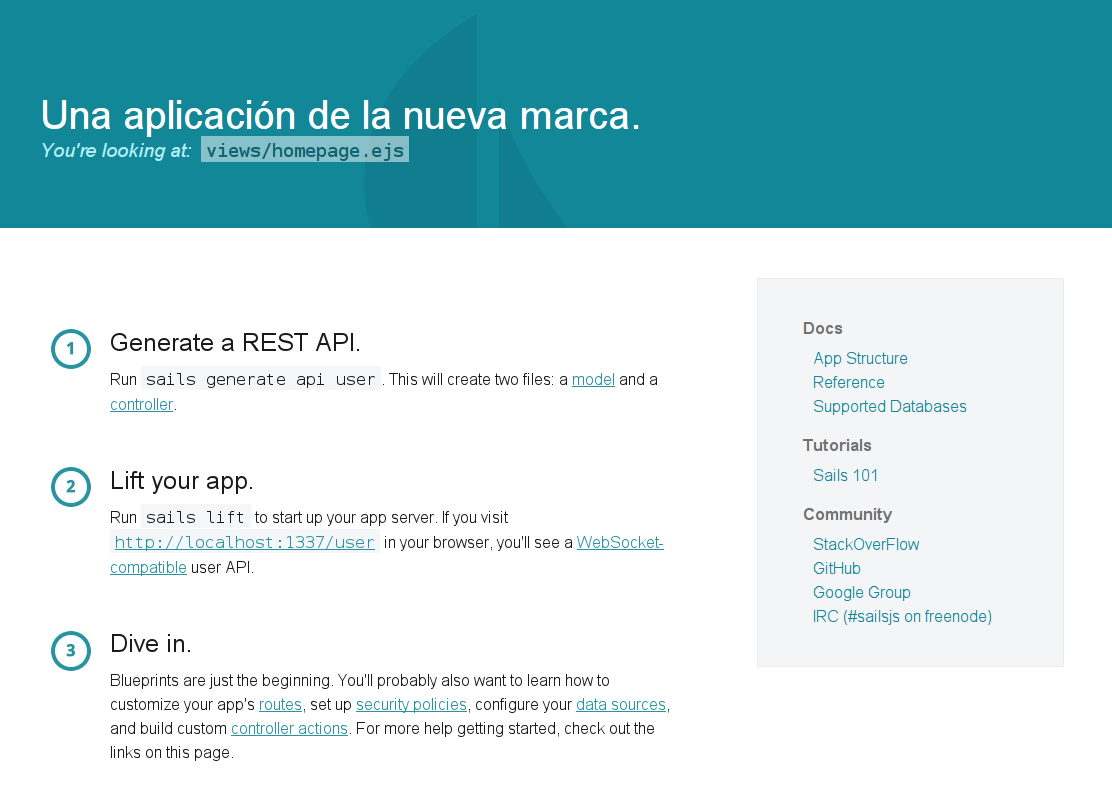 Una aplicación de la nueva marca.
You're looking at: views/homepage.ejs
1
Generate a REST API.
Run sails generate api user. This will create two files: a model and a
controller.
2
Lift your app.
Run sails lift to start up your app server. If you visit
http://localhost:1337/user in your browser, you'll see a WebSocket-
compatible user API.
3
Dive in.
Blueprints are just the beginning. You'll probably also want to learn how to
customize your app's routes, set up security policies, configure your data sources,
and build custom controller actions. For more help getting started, check out the
links on this page.
Docs
App Structure
Reference
Supported Databases
Tutorials
Sails 101
Community
StackOverFlow
GitHub
Google Group
IRC (#sailsjs on freenode)